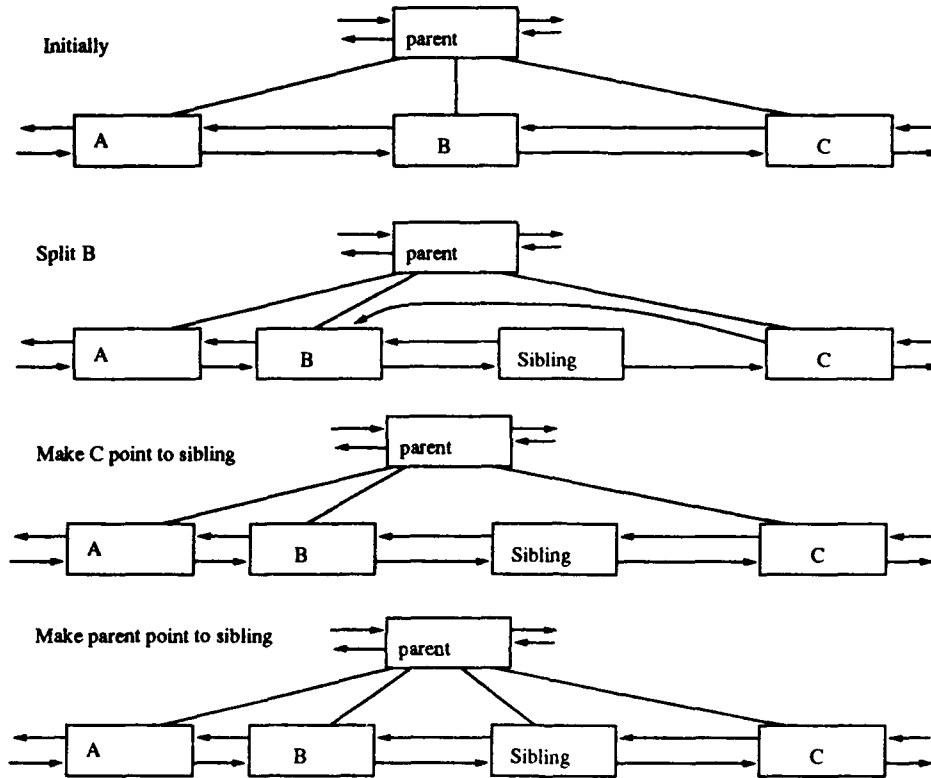 Initially
parent
A
B
C
Split B
parent
A
B
Sibling
C
Make C point to sibling
parent
A
B
Sibling
C
Make parent point to sibling
parent
A
B
Sibling
C